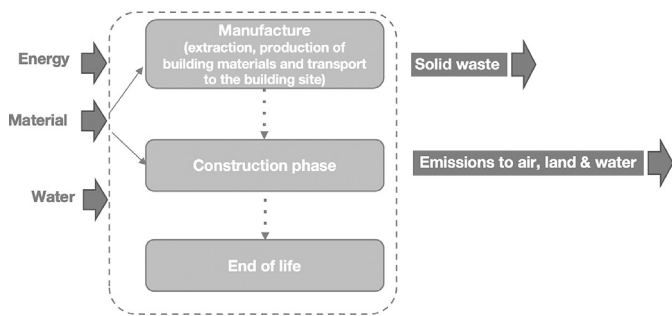 Manufacture
(extraction, production of
building materials and transport
to the building site)
Energy
Solid waste
Material
Construction phase
Emissions to air, land & water
Water
End of life